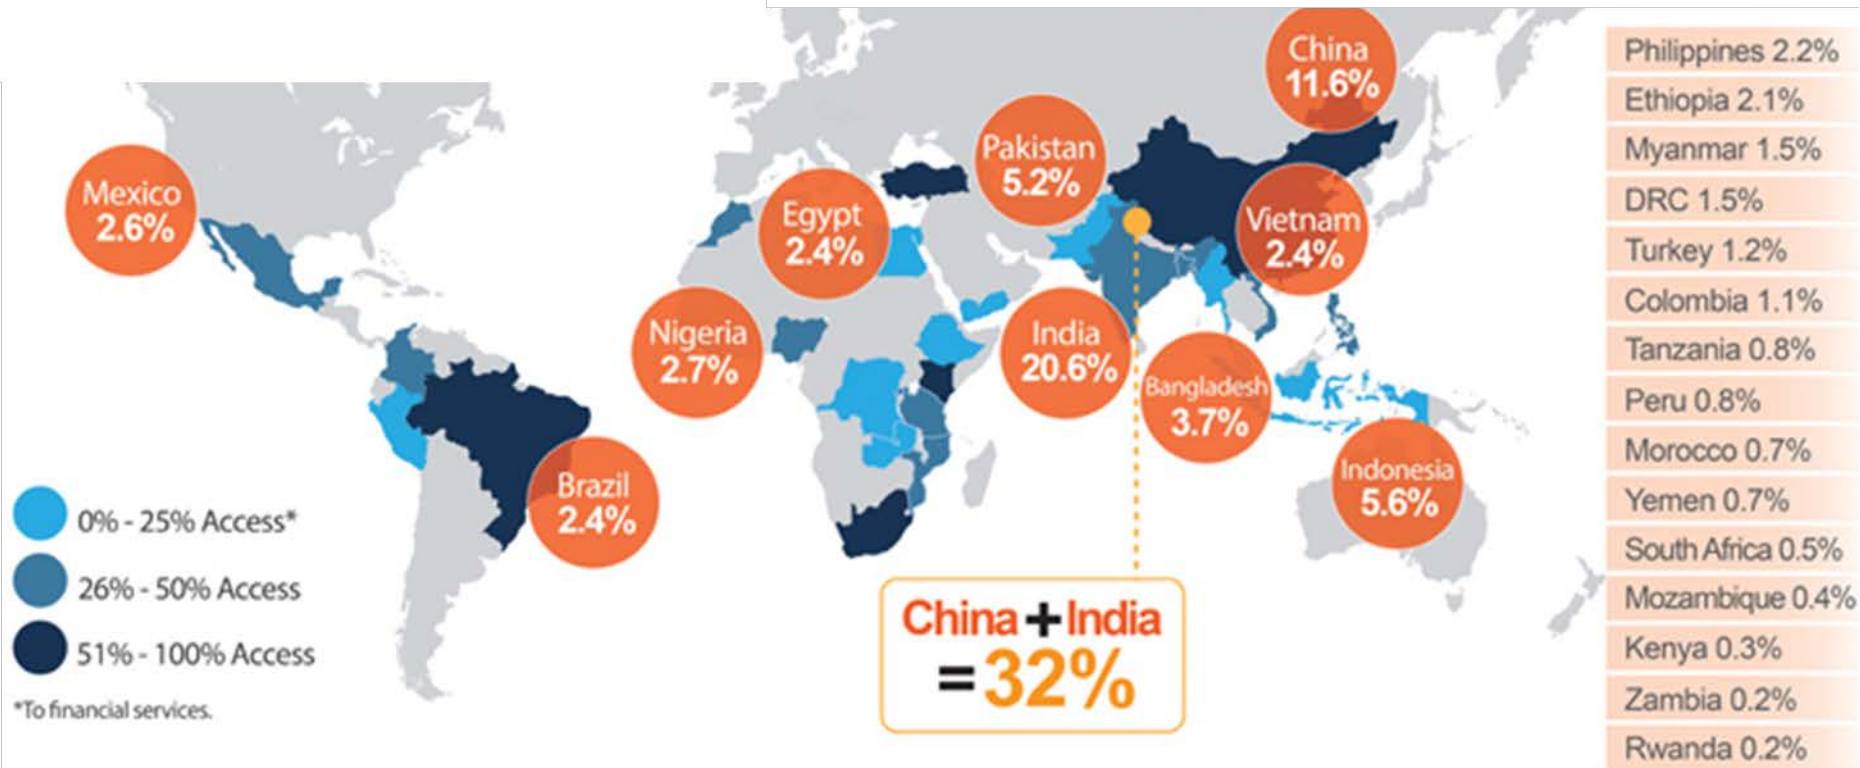 China
11.6%
Pakistan
5.2%
Mexico
2.6%
Egypt
2.4%
Vietnam
2.4%
Nigeria
2.7%
India
20.6%
Bangladesh
3.7%
Indonesia
5.6%
Brazil
2.4%
0% - 25% Access*
26% - 50% Access
51% - 100% Access
*To financial services.
China + India
= 32%
Philippines 2.2%
Ethiopia 2.1%
Myanmar 1.5%
DRC 1.5%
Turkey 1.2%
Colombia 1.1%
Tanzania 0.8%
Peru 0.8%
Morocco 0.7%
Yemen 0.7%
South Africa 0.5%
Mozambique 0.4%
Kenya 0.3%
Zambia 0.2%
Rwanda 0.2%